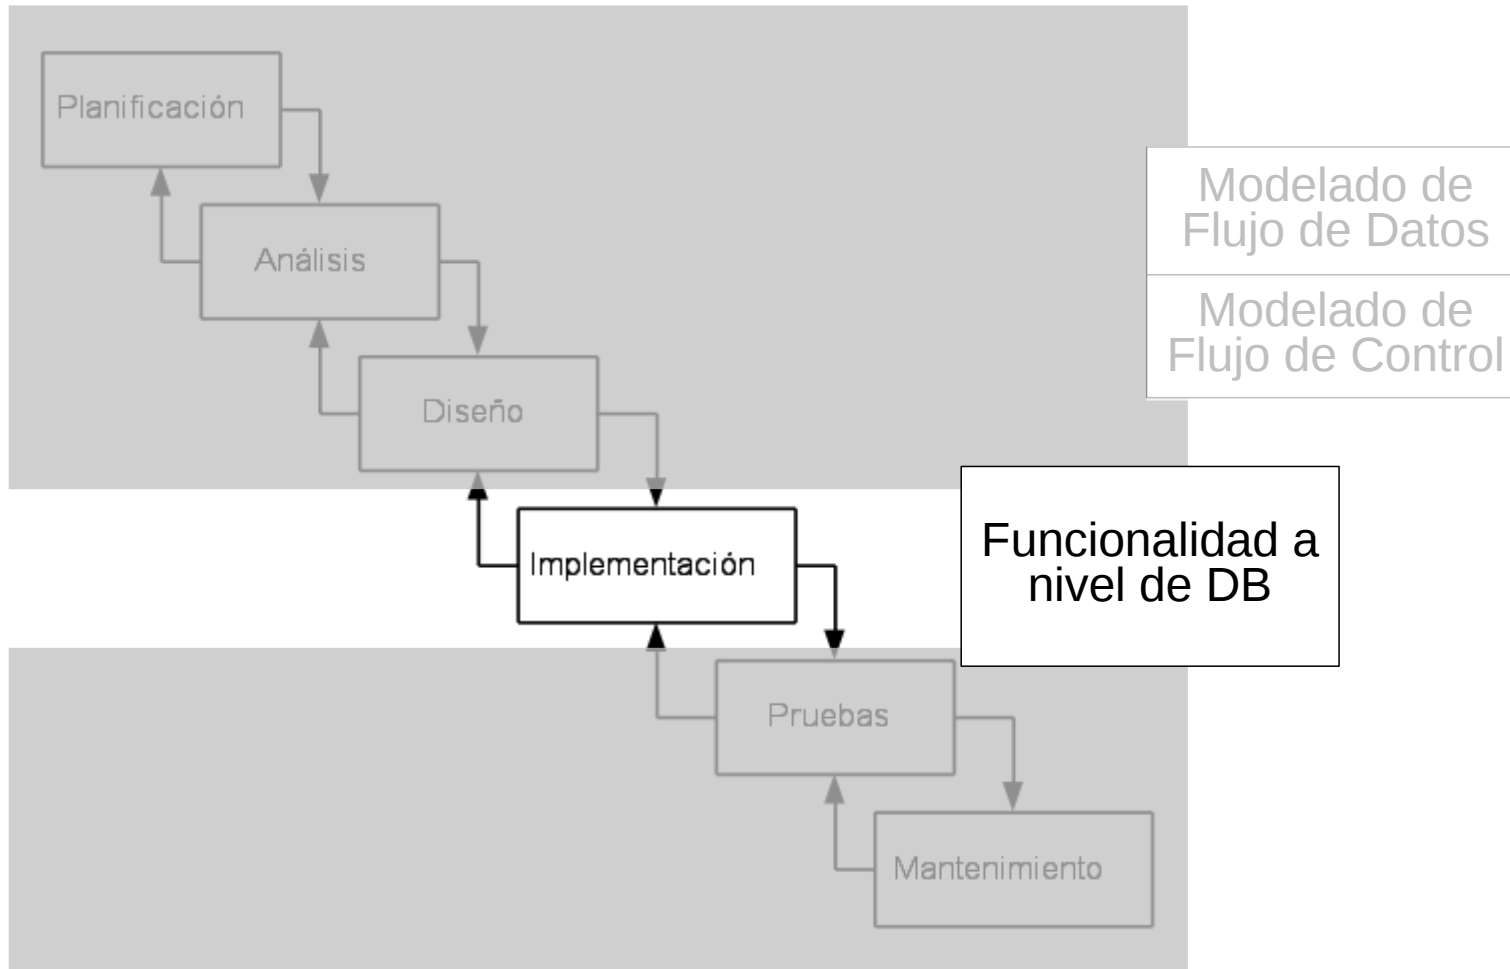 Planificación
Análisis
Diseño
Implementación
Pruebas
Mantenimiento
Modelado de
Flujo de Datos
Modelado de
Flujo de Control
Funcionalidad a
nivel de DB